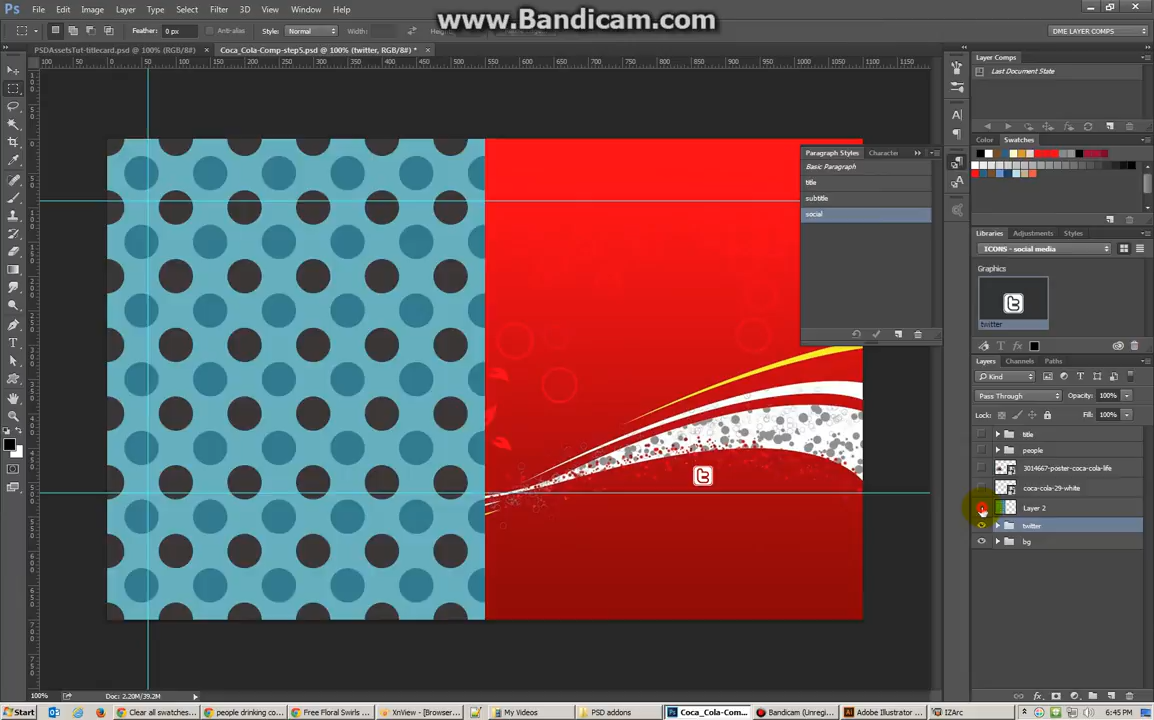 www.Bandicam.com
Ps File Edit Image Layer Type Select Filter 3D View Window Help
Feather: 0 px Anti-alias Style: Normal Width: DME LAYER COMPS
PSDAssetsTut-titlecard.psd @ 100% (RGB/8#) × Coca_Cola-Comp-step5.psd @ 100% (twitter, RGB/8#) * ×
Layer Comps
Last Document State
Color Swatches
Paragraph Styles Character
Basic Paragraph
title
subtitle
social
Libraries Adjustments Styles
ICONS - social media
Graphics
twitter
Layers Channels Paths
Kind
Pass Through Opacity: 100%
Lock: Fill: 100%
title
people
3014667-poster-coca-cola-life
coca-cola-29-white
Layer 2
twitter
bg
100% Doc: 2.20M/39.2M
Start Clear all swatches... people drinking co... Free Floral Swirls ... XnView - [Browser... My Videos PSD addons Coca_Cola-Com... Bandicam (Unregi... Adobe Illustrator ... IZArc 6:45 PM